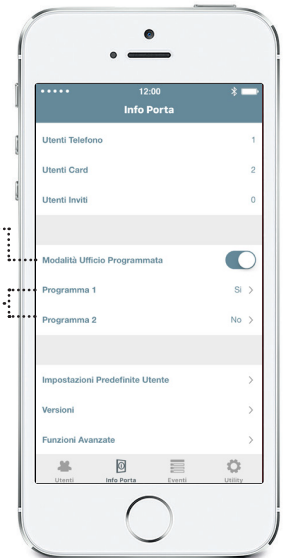 12:00
Info Porta
Utenti Telefono 1
Utenti Card 2
Utenti Inviti 0
Modalità Ufficio Programmata
Programma 1 Si >
Programma 2 No >
Impostazioni Predefinite Utente >
Versioni >
Funzioni Avanzate >
Utenti Info Porta Eventi Utility